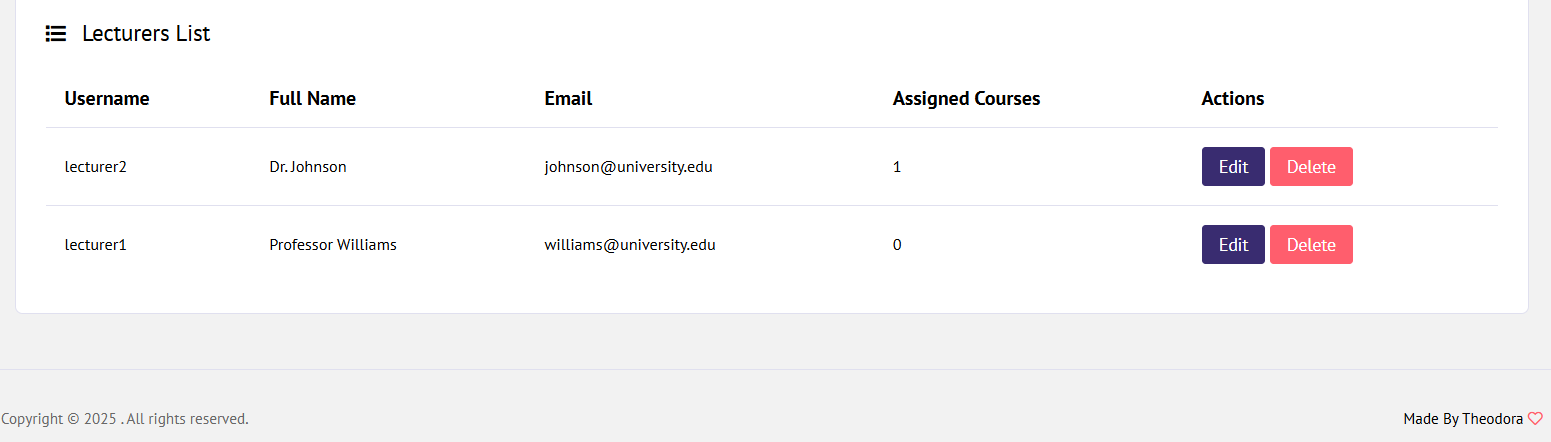 Lecturers List
Username Full Name Email Assigned Courses Actions
lecturer2 Dr. Johnson johnson@university.edu 1 Edit Delete
lecturer1 Professor Williams williams@university.edu 0 Edit Delete
Copyright © 2025 . All rights reserved. Made By Theodora